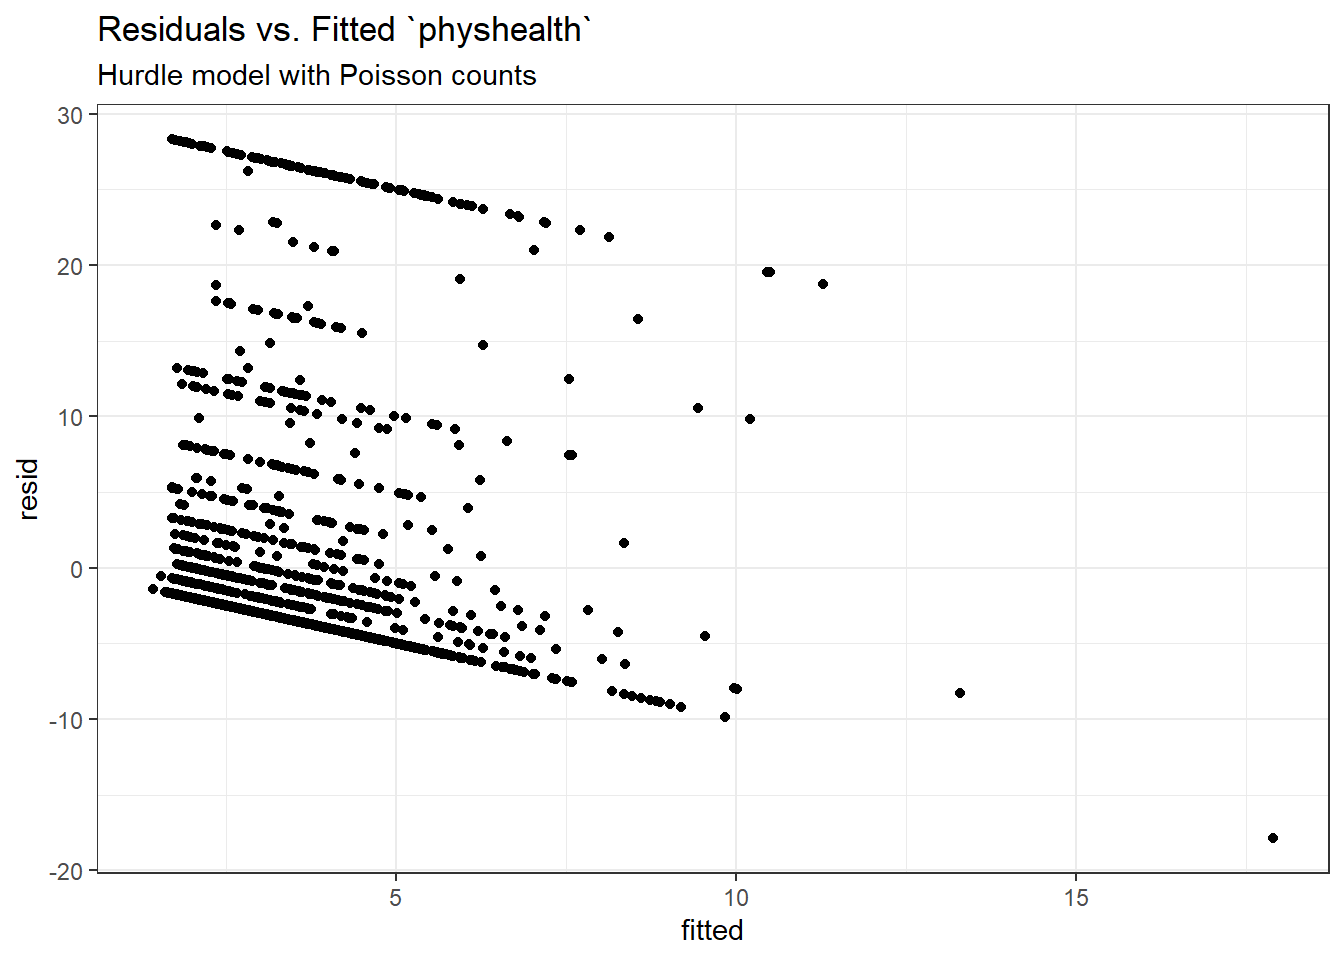 Residuals vs. Fitted `physhealth`
Hurdle model with Poisson counts
30
20
10
0
-10
-20
resid
5
10
15
fitted